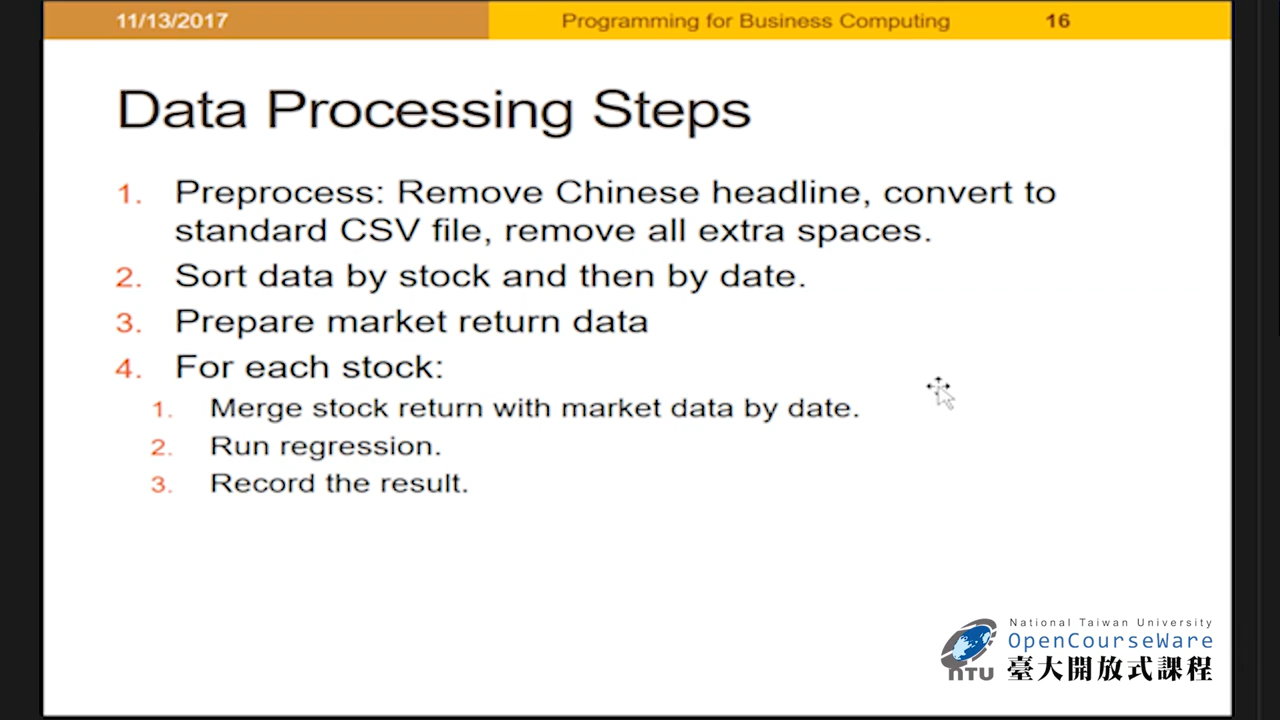 11/13/2017
Programming for Business Computing
16
Data Processing Steps
1. Preprocess: Remove Chinese headline, convert to
standard CSV file, remove all extra spaces.
2. Sort data by stock and then by date.
3. Prepare market return data
4. For each stock:
1. Merge stock return with market data by date.
2. Run regression.
3. Record the result.
National Taiwan University
OpenCourseWare
臺大開放式課程
NTU